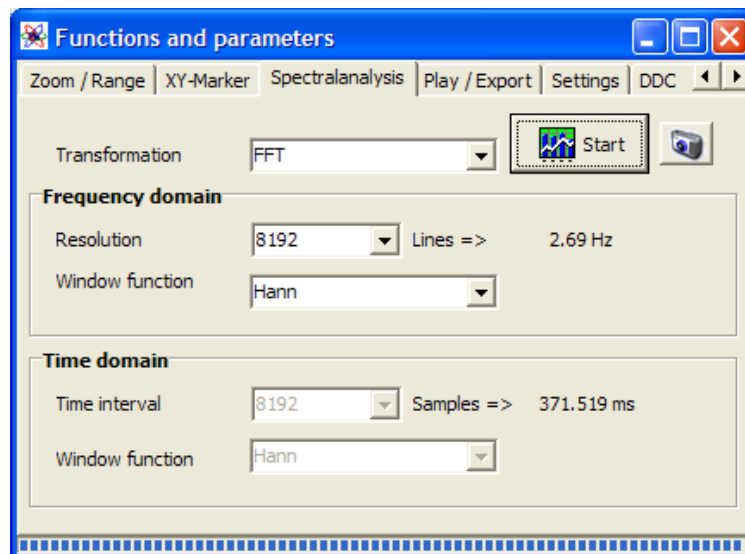 Functions and parameters
Zoom / Range XY-Marker Spectralanalysis Play / Export Settings DDC
Transformation FFT Start
Frequency domain
Resolution 8192 Lines => 2.69 Hz
Window function Hann
Time domain
Time interval 8192 Samples => 371.519 ms
Window function Hann